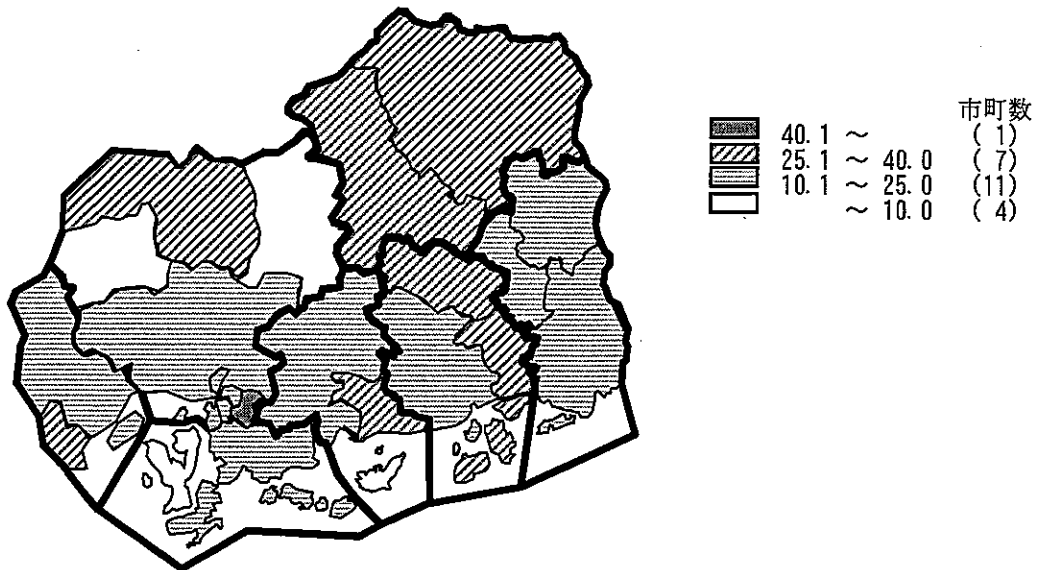 市町数
40.1 ～ ( 1)
25.1 ～ 40.0 ( 7)
10.1 ～ 25.0 (11)
～ 10.0 ( 4)